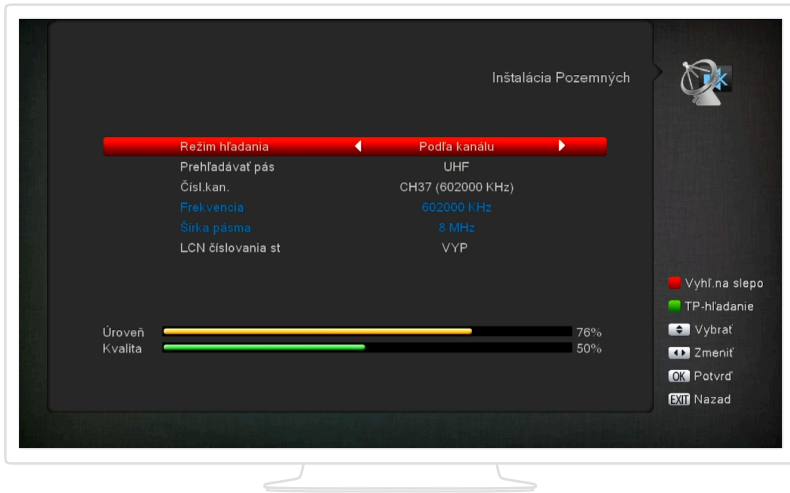 Inštalácia Pozemných
Režim hľadania Podľa kanálu
Prehľadávať pás UHF
Čísl.kan. CH37 (602000 KHz)
Frekvencia 602000 KHz
Šírka pásma 8 MHz
LCN číslovania st VYP
Vyhľ.na slepo
TP-hľadanie
Úroveň 76%
Vybrať
Kvalita 50%
Zmeniť
OK Potvrď
EXIT Nazad